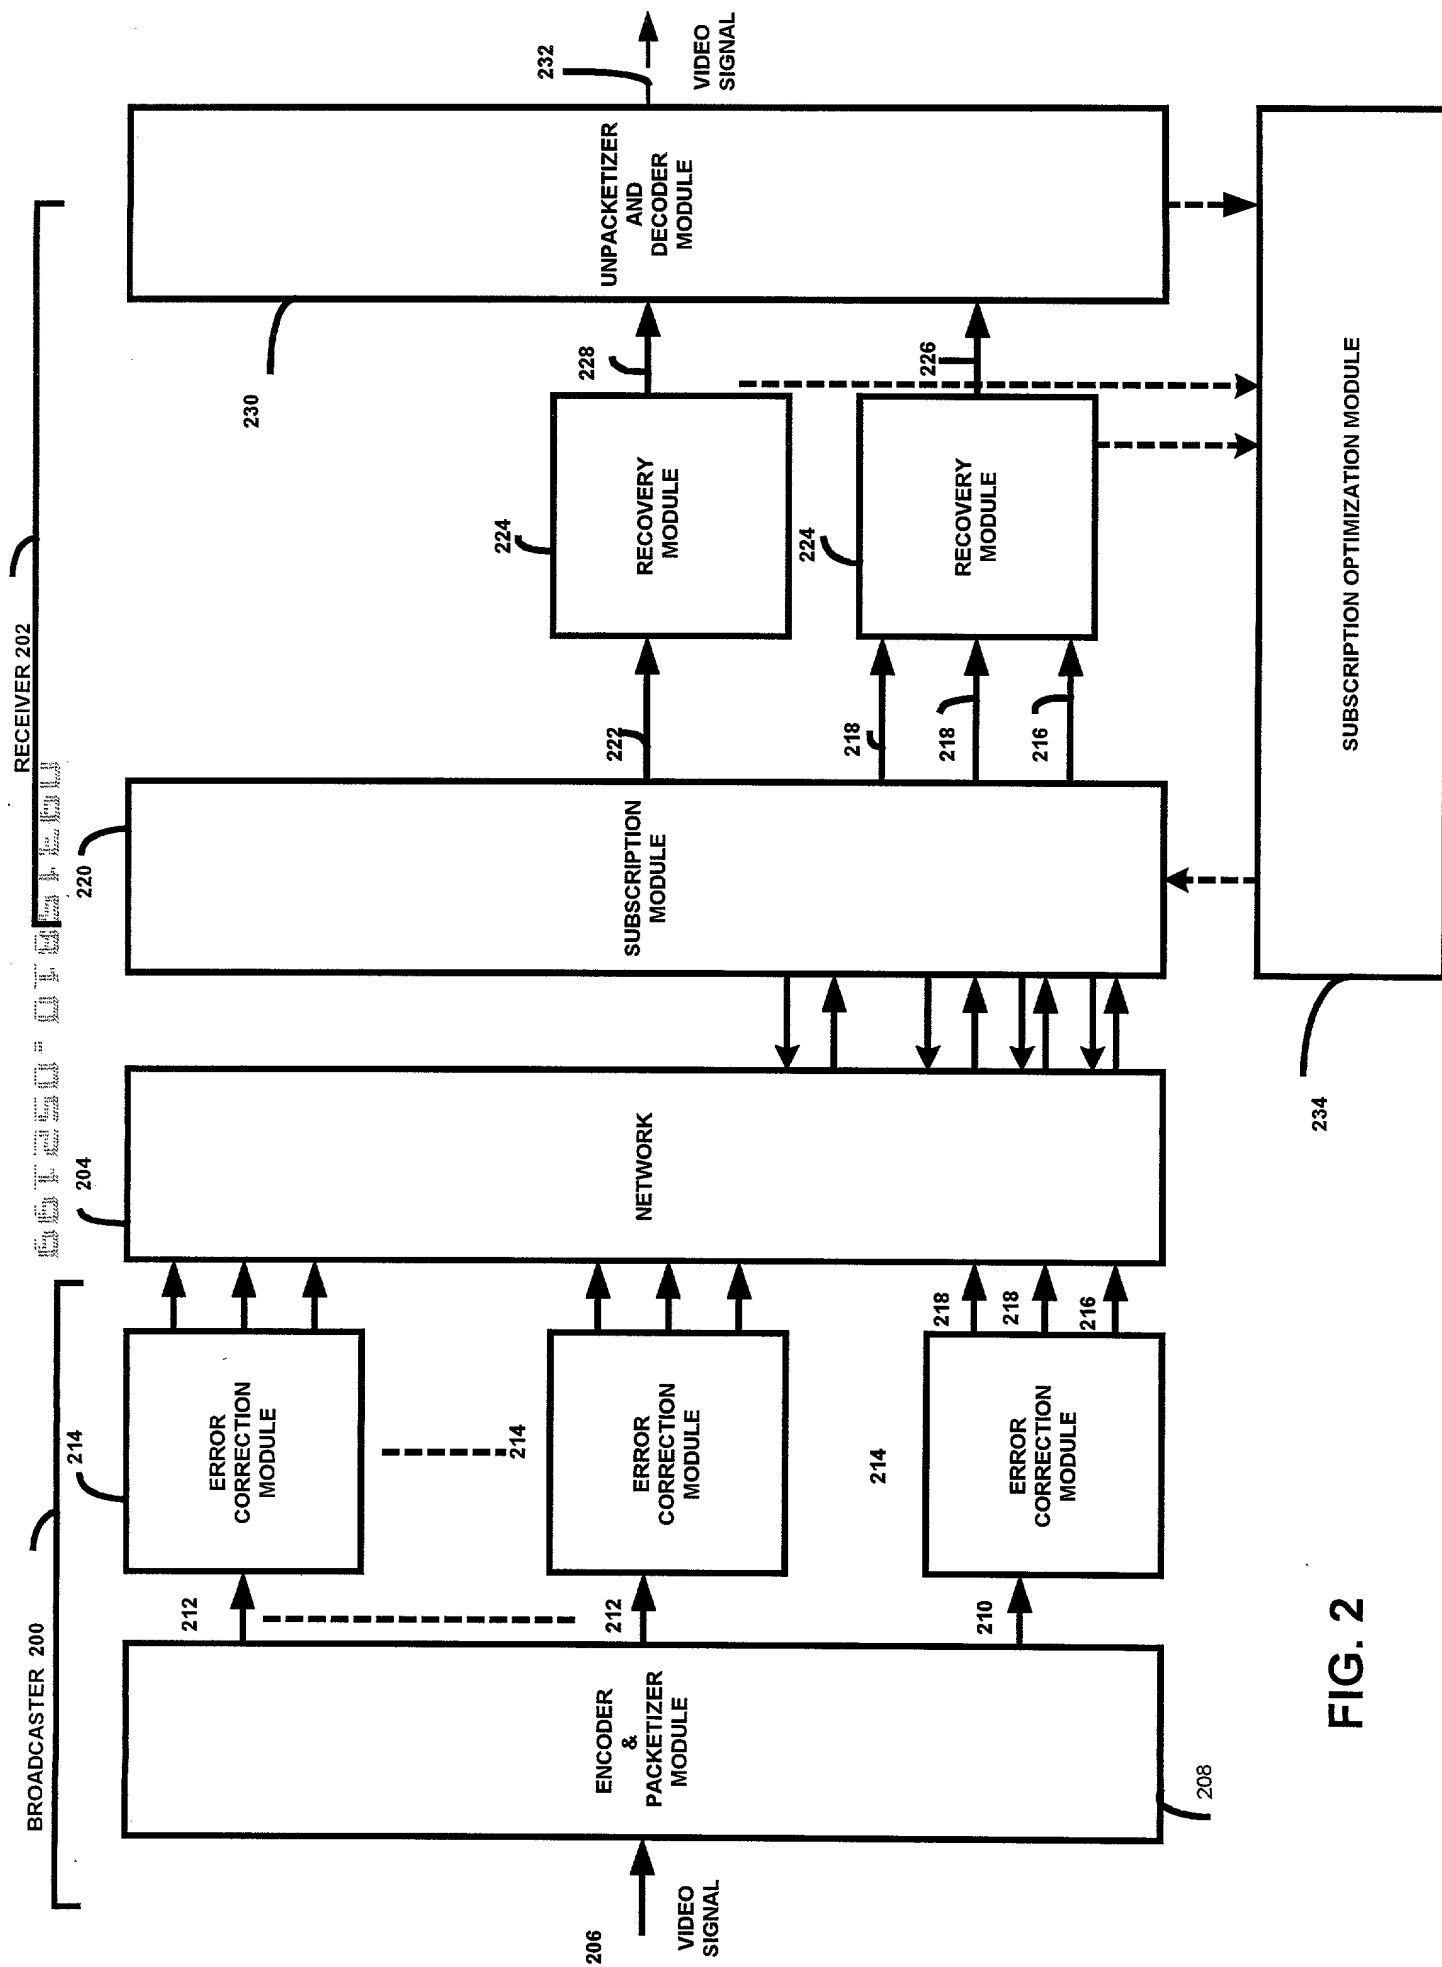 BROADCASTER 200
RECEIVER 202
206
VIDEO
SIGNAL
ENCODER
&
PACKETIZER
MODULE
208
212
212
210
214
ERROR
CORRECTION
MODULE
214
ERROR
CORRECTION
MODULE
214
ERROR
CORRECTION
MODULE
218
218
216
204
NETWORK
220
SUBSCRIPTION
MODULE
222
218
218
216
224
RECOVERY
MODULE
224
RECOVERY
MODULE
228
226
230
UNPACKETIZER
AND
DECODER
MODULE
232
VIDEO
SIGNAL
234
SUBSCRIPTION OPTIMIZATION MODULE
FIG. 2